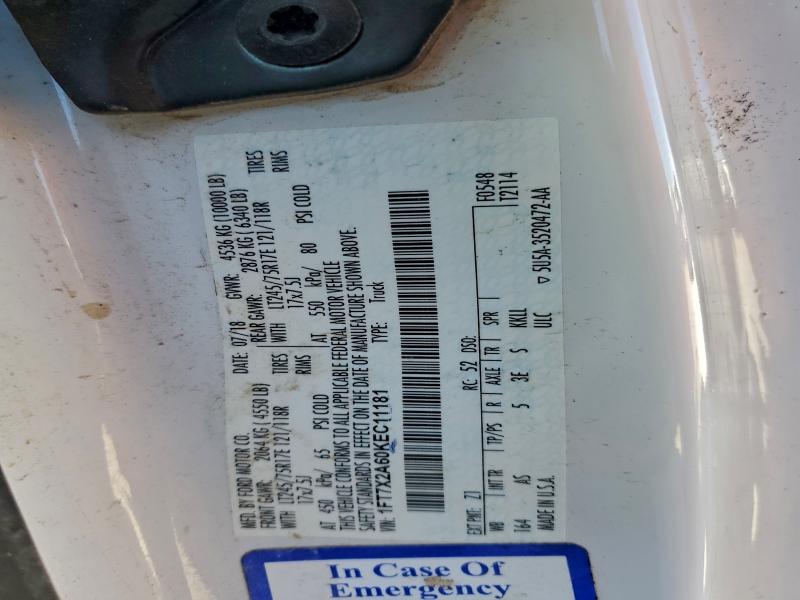 MFD. BY FORD MOTOR CO.
DATE: 07/18 GVWR: 4536 KG (10000 LB)
FRONT GAWR: 2064 KG (4550 LB) REAR GAWR: 2876 KG (6340 LB)
WITH LT245/75R17E 121/118R TIRES WITH LT245/75R17E 121/118R TIRES
17x7.5J RIMS 17x7.5J RIMS
AT 450 kPa/ 65 PSI COLD AT 550 kPa/ 80 PSI COLD
THIS VEHICLE CONFORMS TO ALL APPLICABLE FEDERAL MOTOR VEHICLE
SAFETY STANDARDS IN EFFECT ON THE DATE OF MANUFACTURE SHOWN ABOVE.
VIN: 1FT7X2A60KEC11181 TYPE: Truck
F0548
T2114
EXT PNT: Z1 RC: 52 DSO:
WB INT TR TP/PS R AXLE TR SPR
164 AS 5 3E S KKLL
MADE IN U.S.A. ULC
▽ 5U5A-3520472-AA
In Case Of
Emergency